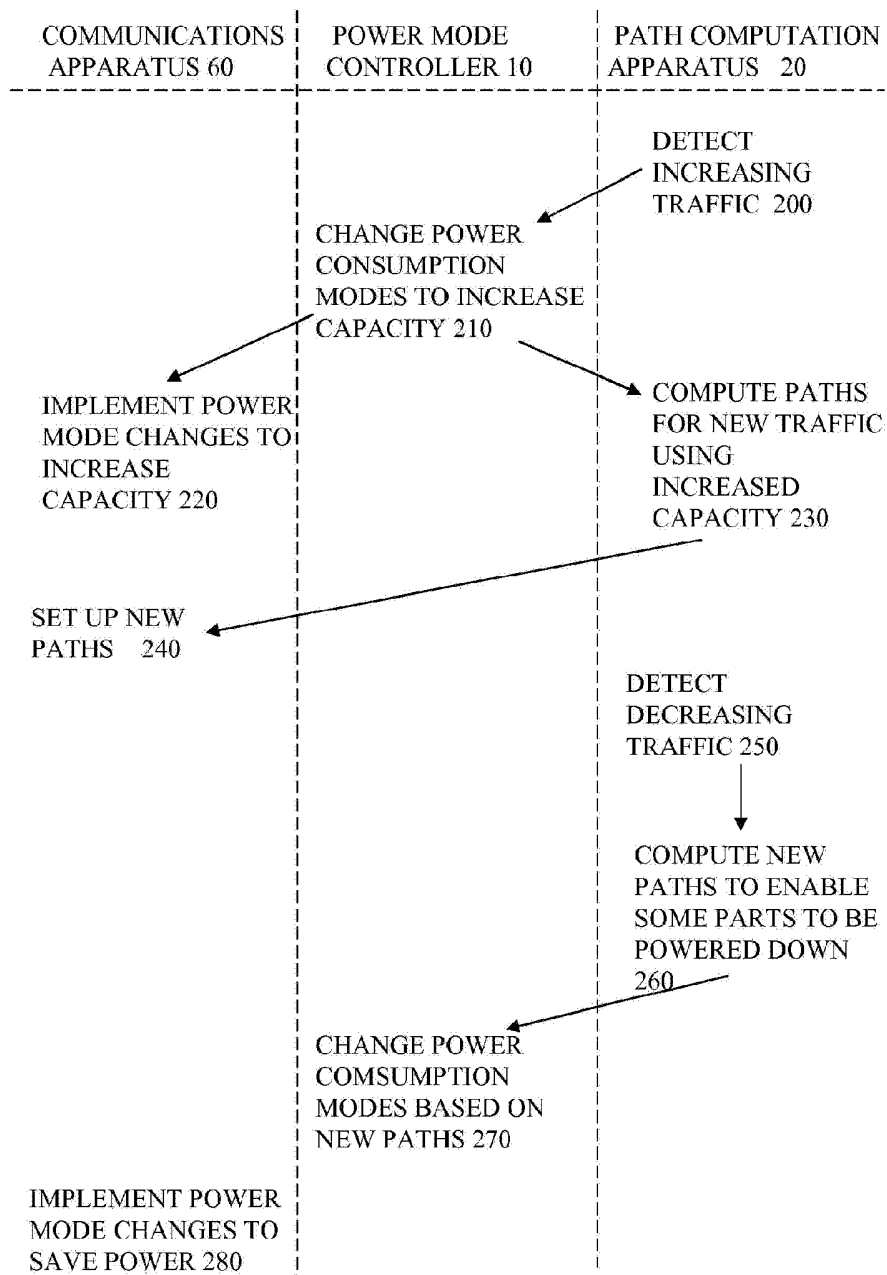 COMMUNICATIONS
APPARATUS 60
POWER MODE
CONTROLLER 10
PATH COMPUTATION
APPARATUS 20
DETECT
INCREASING
TRAFFIC 200
CHANGE POWER
CONSUMPTION
MODES TO INCREASE
CAPACITY 210
IMPLEMENT POWER
MODE CHANGES TO
INCREASE
CAPACITY 220
COMPUTE PATHS
FOR NEW TRAFFIC
USING
INCREASED
CAPACITY 230
SET UP NEW
PATHS 240
DETECT
DECREASING
TRAFFIC 250
COMPUTE NEW
PATHS TO ENABLE
SOME PARTS TO BE
POWERED DOWN
260
CHANGE POWER
COMSUMPTION
MODES BASED ON
NEW PATHS 270
IMPLEMENT POWER
MODE CHANGES TO
SAVE POWER 280